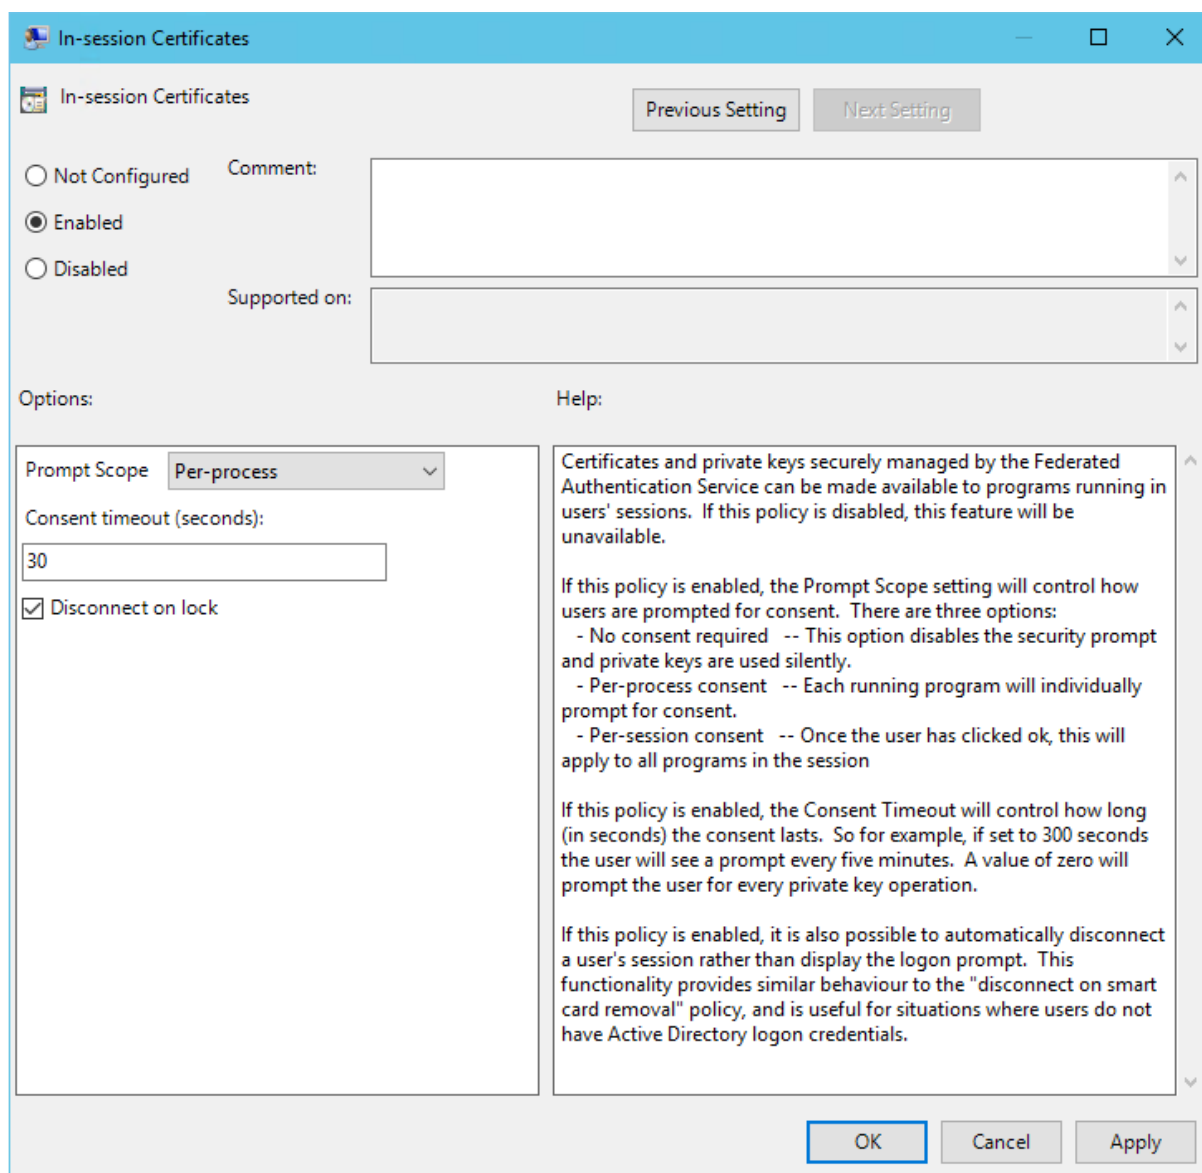 In-session Certificates
In-session Certificates
Previous Setting
Next Setting
Not Configured
Comment:
Enabled
Disabled
Supported on:
Options:
Help:
Prompt Scope
Per-process
Consent timeout (seconds):
30
Disconnect on lock
Certificates and private keys securely managed by the Federated
Authentication Service can be made available to programs running in
users' sessions.  If this policy is disabled, this feature will be
unavailable.
If this policy is enabled, the Prompt Scope setting will control how
users are prompted for consent.  There are three options:
- No consent required   -- This option disables the security prompt
and private keys are used silently.
- Per-process consent   -- Each running program will individually
prompt for consent.
- Per-session consent   -- Once the user has clicked ok, this will
apply to all programs in the session
If this policy is enabled, the Consent Timeout will control how long
(in seconds) the consent lasts.  So for example, if set to 300 seconds
the user will see a prompt every five minutes.  A value of zero will
prompt the user for every private key operation.
If this policy is enabled, it is also possible to automatically disconnect
a user's session rather than display the logon prompt.  This
functionality provides similar behaviour to the "disconnect on smart
card removal" policy, and is useful for situations where users do not
have Active Directory logon credentials.
OK
Cancel
Apply